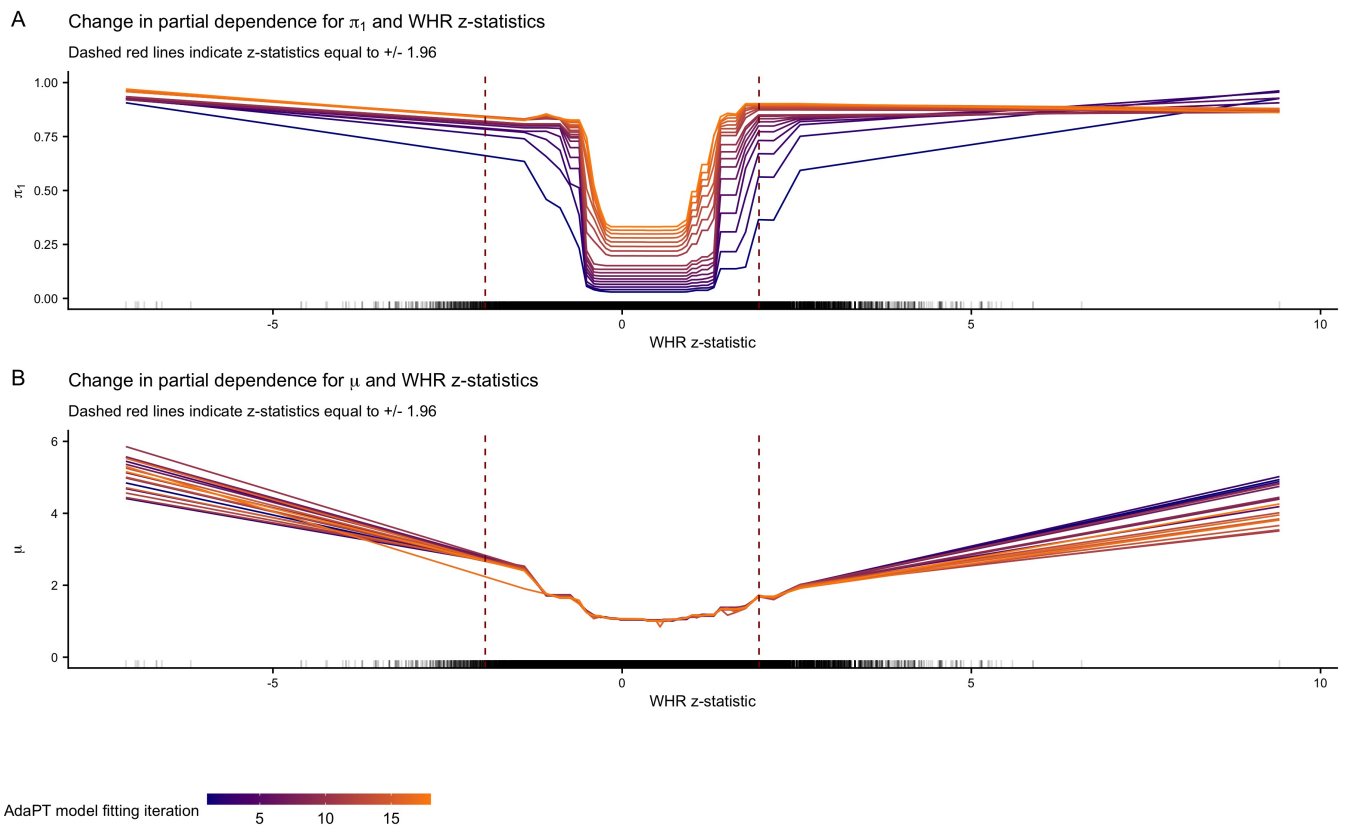 A
Change in partial dependence for π1 and WHR z-statistics
Dashed red lines indicate z-statistics equal to +/- 1.96
1.00
0.75
0.50
0.25
0.00
π1
-5 0 5 10
WHR z-statistic
B
Change in partial dependence for μ and WHR z-statistics
Dashed red lines indicate z-statistics equal to +/- 1.96
6
4
2
0
μ
-5 0 5 10
WHR z-statistic
AdaPT model fitting iteration
5 10 15